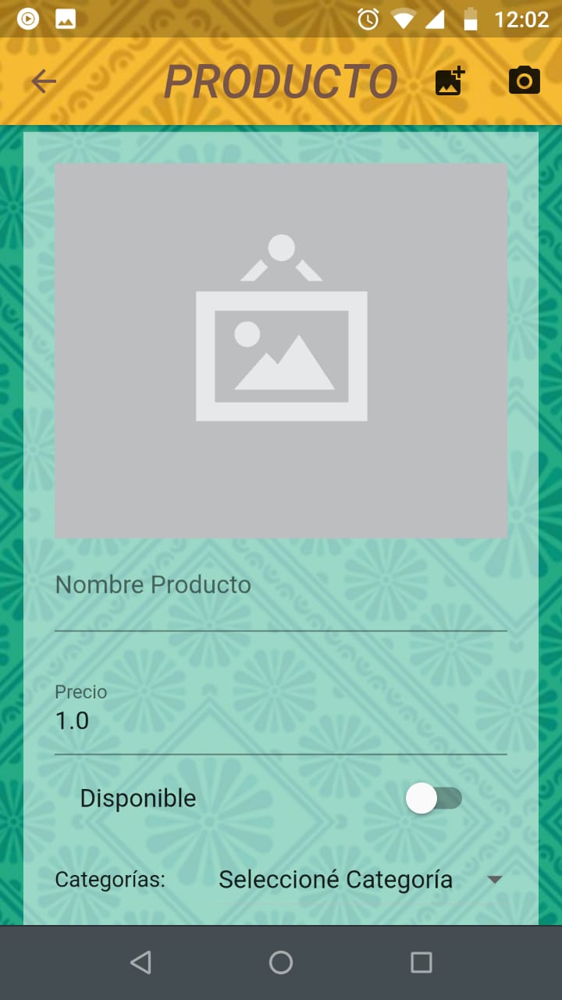 12:02
PRODUCTO
Nombre Producto
Precio
1.0
Disponible
Categorías: Seleccioné Categoría